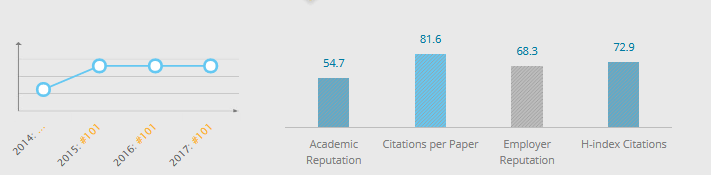 2014: ...
2015: #101
2016: #101
2017: #101
54.7
81.6
68.3
72.9
Academic
Reputation
Citations per Paper
Employer
Reputation
H-index Citations